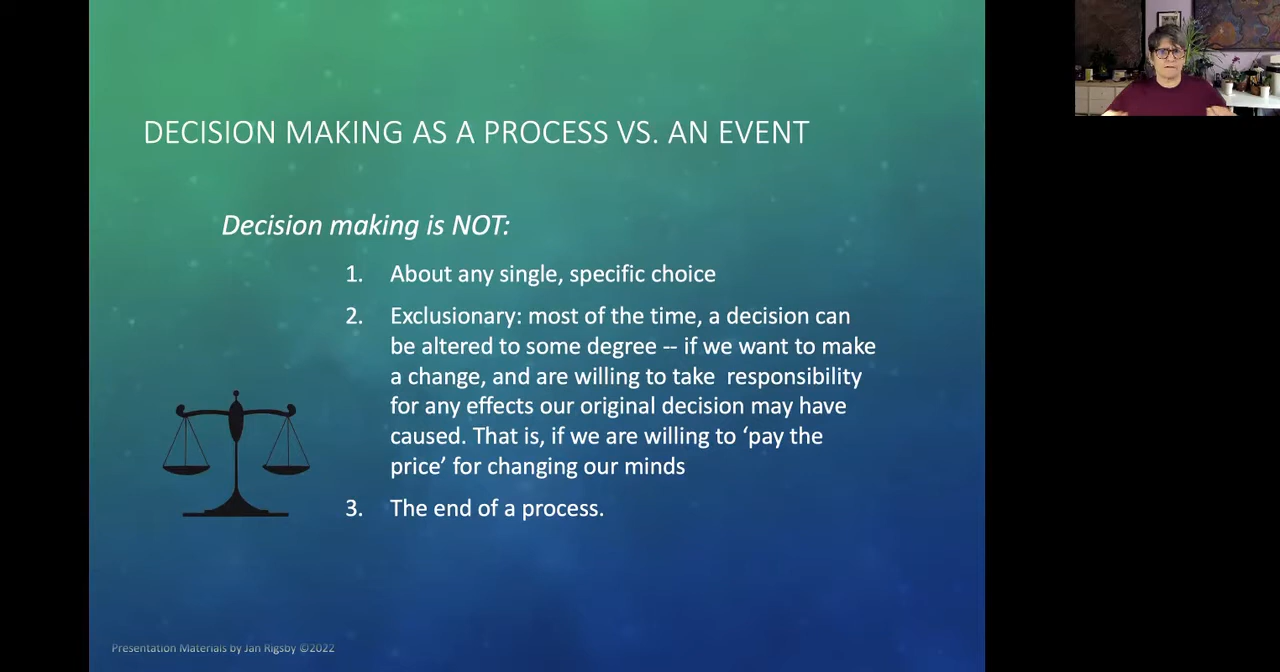 DECISION MAKING AS A PROCESS VS. AN EVENT
Decision making is NOT:
1. About any single, specific choice
2. Exclusionary: most of the time, a decision can
be altered to some degree -- if we want to make
a change, and are willing to take  responsibility
for any effects our original decision may have
caused. That is, if we are willing to ‘pay the
price’ for changing our minds
3. The end of a process.
Presentation Materials by Jan Rigsby ©2022